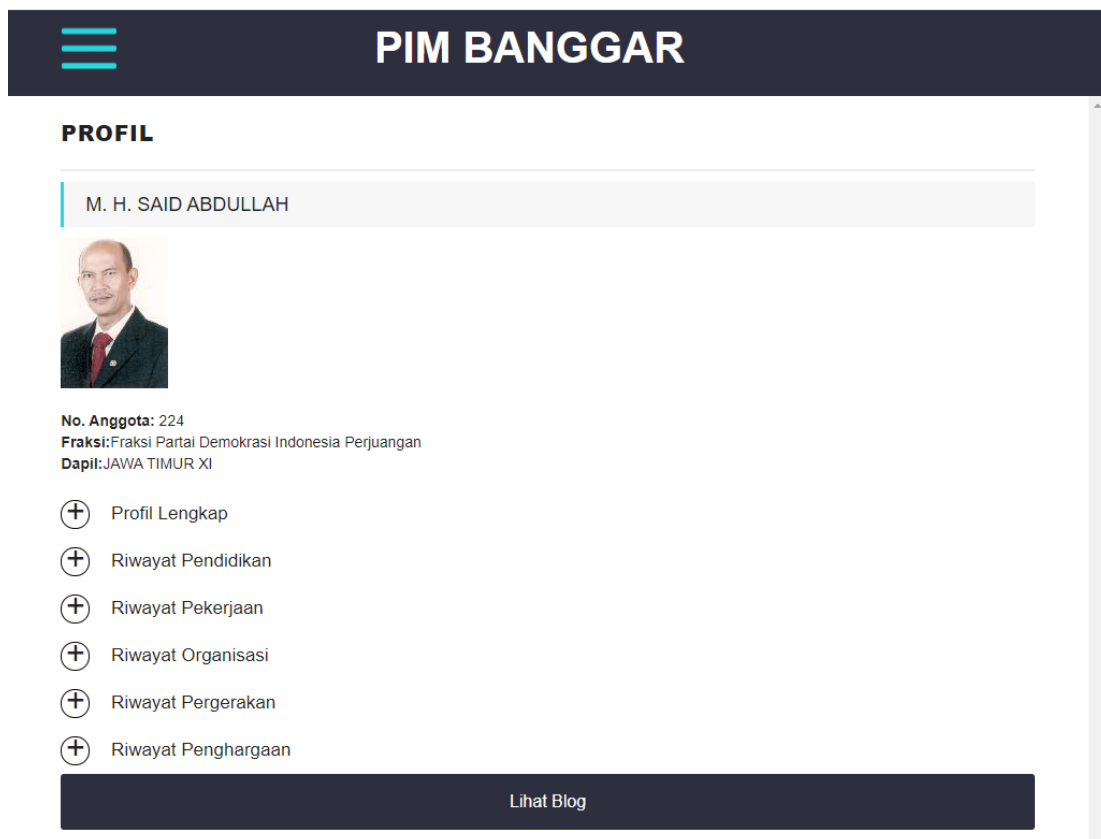 PIM BANGGAR
PROFIL
M. H. SAID ABDULLAH
No. Anggota: 224
Fraksi:Fraksi Partai Demokrasi Indonesia Perjuangan
Dapil:JAWA TIMUR XI
Profil Lengkap
Riwayat Pendidikan
Riwayat Pekerjaan
Riwayat Organisasi
Riwayat Pergerakan
Riwayat Penghargaan
Lihat Blog